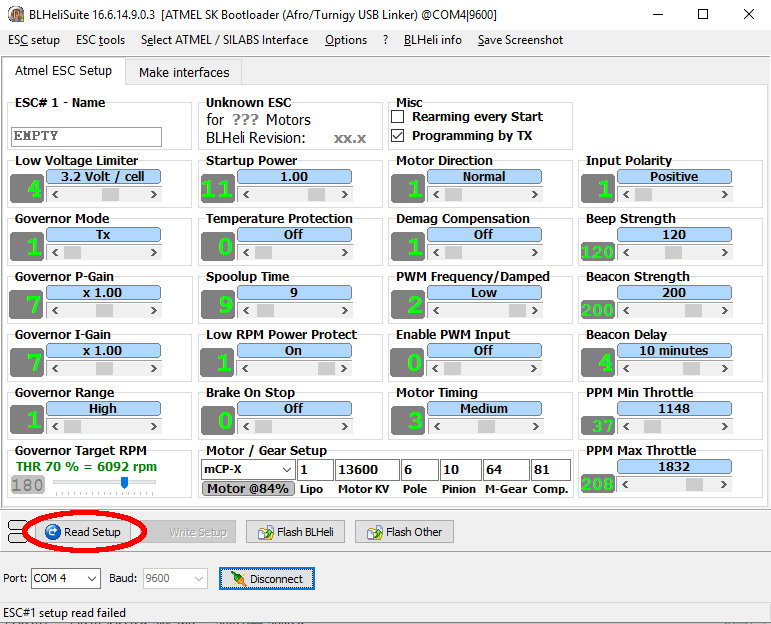 BLHeliSuite 16.6.14.9.0.3 [ATMEL SK Bootloader (Afro/Turnigy USB Linker) @COM4|9600]
ESC setup ESC tools Select ATMEL / SILABS Interface Options ? BLHeli info Save Screenshot
Atmel ESC Setup Make interfaces
ESC# 1 - Name
EMPTY
Unknown ESC
for ??? Motors
BLHeli Revision: xx.x
Misc
Rearming every Start
Programming by TX
Low Voltage Limiter
4 3.2 Volt / cell
Startup Power
11 1.00
Motor Direction
1 Normal
Input Polarity
1 Positive
Governor Mode
1 Tx
Temperature Protection
0 Off
Demag Compensation
1 Off
Beep Strength
120 120
Governor P-Gain
7 x 1.00
Spoolup Time
9 9
PWM Frequency/Damped
2 Low
Beacon Strength
200 200
Governor I-Gain
7 x 1.00
Low RPM Power Protect
1 On
Enable PWM Input
0 Off
Beacon Delay
4 10 minutes
Governor Range
1 High
Brake On Stop
0 Off
Motor Timing
3 Medium
PPM Min Throttle
37 1148
Governor Target RPM
THR 70 % = 6092 rpm
180
Motor / Gear Setup
mCP-X 1 13600 6 10 64 81
Motor @84% Lipo Motor KV Pole Pinion M-Gear Comp.
PPM Max Throttle
208 1832
Read Setup Write Setup Flash BLHeli Flash Other
Port: COM 4 Baud: 9600 Disconnect
ESC#1 setup read failed